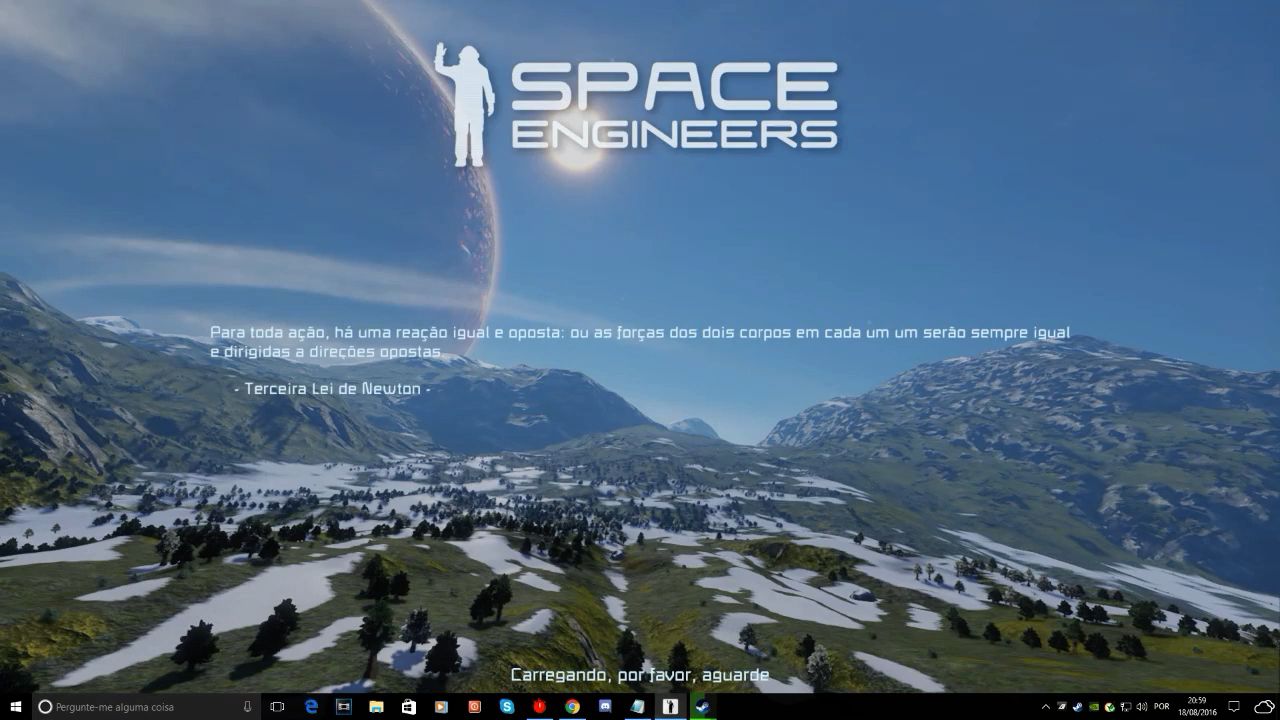 SPACE
ENGINEERS
Para toda ação, há uma reação igual e oposta: ou as forças dos dois corpos em cada um um serão sempre igual
e dirigidas a direções opostas
- Terceira Lei de Newton -
Carregando, por favor, aguarde
Pergunte-me alguma coisa
POR
20:59
18/08/2016